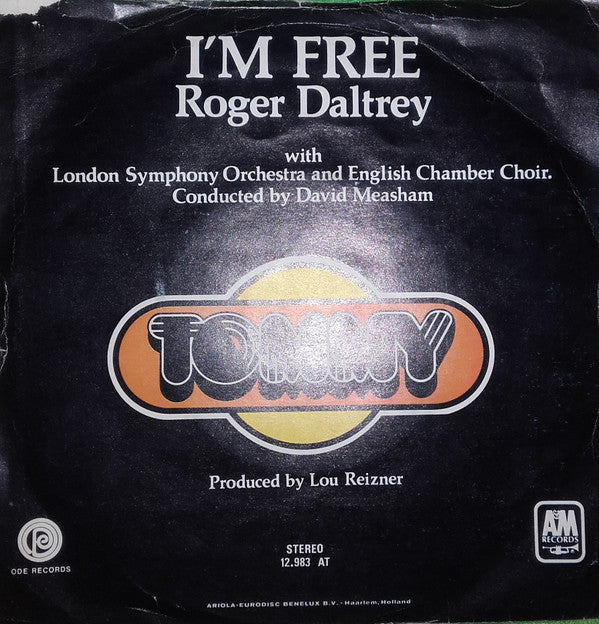 I'M FREE
Roger Daltrey
with
London Symphony Orchestra and English Chamber Choir.
Conducted by David Measham
TOMMY
Produced by Lou Reizner
ODE RECORDS
STEREO
12.983 AT
A&M
RECORDS
ARIOLA-EURODISC BENELUX B.V. - Haarlem, Holland